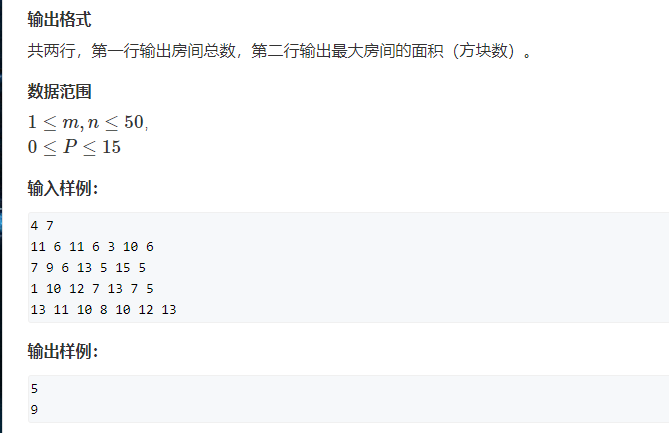 输出格式
共两行，第一行输出房间总数，第二行输出最大房间的面积（方块数）。
数据范围
1 ≤ m, n ≤ 50,
0 ≤ P ≤ 15
输入样例：
4 7
11 6 11 6 3 10 6
7 9 6 13 5 15 5
1 10 12 7 13 7 5
13 11 10 8 10 12 13
输出样例：
5
9